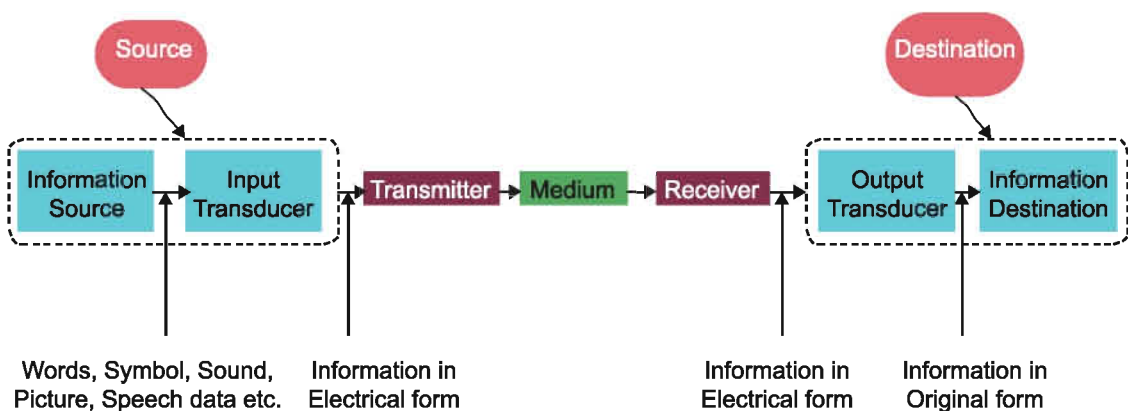 Source
Destination
Information
Source
Input
Transducer
Transmitter
Medium
Receiver
Output
Transducer
Information
Destination
Words, Symbol, Sound,
Picture, Speech data etc.
Information in
Electrical form
Information in
Electrical form
Information in
Original form